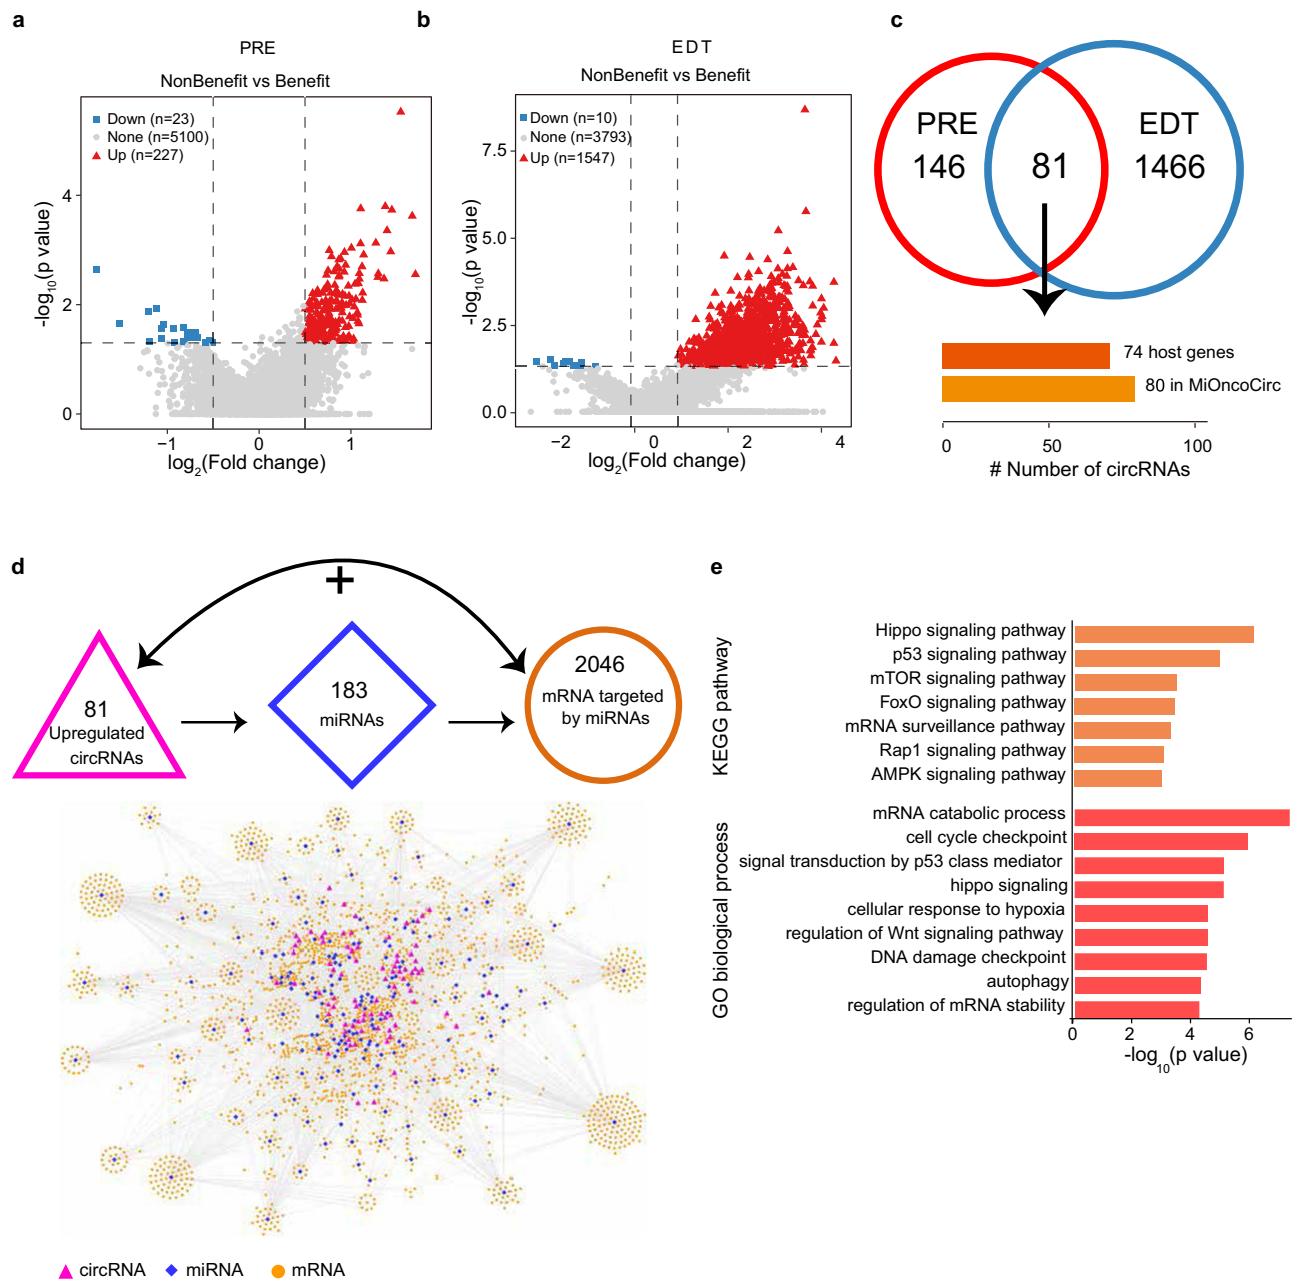 a
PRE
NonBenefit vs Benefit
Down (n=23)
None (n=5100)
Up (n=227)
4
2
0
-log10(p value)
−1
0
1
log2(Fold change)
b
EDT
NonBenefit vs Benefit
Down (n=10)
None (n=3793)
Up (n=1547)
7.5
5.0
2.5
0.0
-log10(p value)
−2
0
2
4
log2(Fold change)
c
PRE
146
81
EDT
1466
74 host genes
80 in MiOncoCirc
0
50
100
# Number of circRNAs
d
+
81
Upregulated
circRNAs
183
miRNAs
2046
mRNA targeted
by miRNAs
circRNA
miRNA
mRNA
e
KEGG pathway
Hippo signaling pathway
p53 signaling pathway
mTOR signaling pathway
FoxO signaling pathway
mRNA surveillance pathway
Rap1 signaling pathway
AMPK signaling pathway
GO biological process
mRNA catabolic process
cell cycle checkpoint
signal transduction by p53 class mediator
hippo signaling
cellular response to hypoxia
regulation of Wnt signaling pathway
DNA damage checkpoint
autophagy
regulation of mRNA stability
0
2
4
6
-log10(p value)